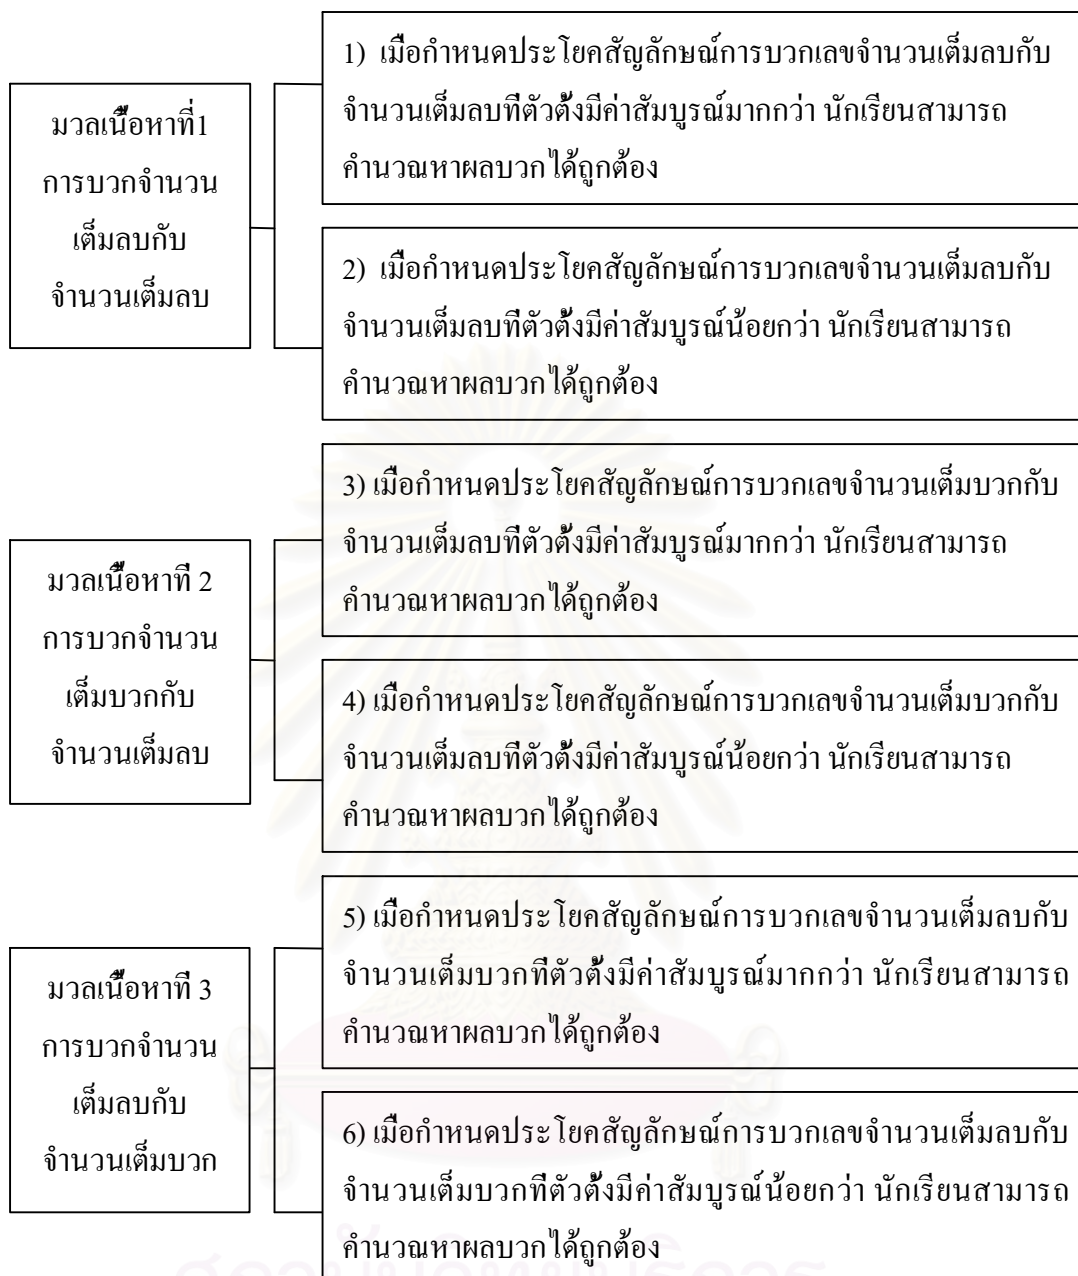 มวลเนื้อหาที่1
การบวกจำนวน
เต็มลบกับ
จำนวนเต็มลบ
1) เมื่อกำหนดประโยคสัญลักษณ์การบวกเลขจำนวนเต็มลบกับ
จำนวนเต็มลบที่ตัวตั้งมีค่าสัมบูรณ์มากกว่า นักเรียนสามารถ
คำนวณหาผลบวกได้ถูกต้อง
2) เมื่อกำหนดประโยคสัญลักษณ์การบวกเลขจำนวนเต็มลบกับ
จำนวนเต็มลบที่ตัวตั้งมีค่าสัมบูรณ์น้อยกว่า นักเรียนสามารถ
คำนวณหาผลบวกได้ถูกต้อง
มวลเนื้อหาที่ 2
การบวกจำนวน
เต็มบวกกับ
จำนวนเต็มลบ
3) เมื่อกำหนดประโยคสัญลักษณ์การบวกเลขจำนวนเต็มบวกกับ
จำนวนเต็มลบที่ตัวตั้งมีค่าสัมบูรณ์มากกว่า นักเรียนสามารถ
คำนวณหาผลบวกได้ถูกต้อง
4) เมื่อกำหนดประโยคสัญลักษณ์การบวกเลขจำนวนเต็มบวกกับ
จำนวนเต็มลบที่ตัวตั้งมีค่าสัมบูรณ์น้อยกว่า นักเรียนสามารถ
คำนวณหาผลบวกได้ถูกต้อง
มวลเนื้อหาที่ 3
การบวกจำนวน
เต็มลบกับ
จำนวนเต็มบวก
5) เมื่อกำหนดประโยคสัญลักษณ์การบวกเลขจำนวนเต็มลบกับ
จำนวนเต็มบวกที่ตัวตั้งมีค่าสัมบูรณ์มากกว่า นักเรียนสามารถ
คำนวณหาผลบวกได้ถูกต้อง
6) เมื่อกำหนดประโยคสัญลักษณ์การบวกเลขจำนวนเต็มลบกับ
จำนวนเต็มบวกที่ตัวตั้งมีค่าสัมบูรณ์น้อยกว่า นักเรียนสามารถ
คำนวณหาผลบวกได้ถูกต้อง